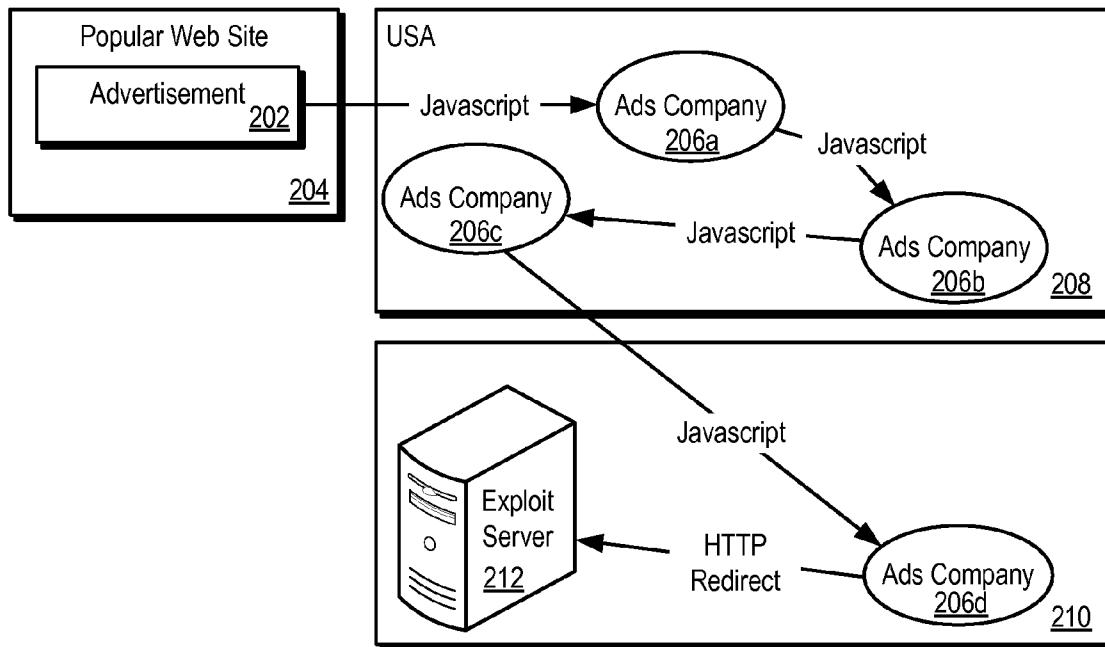 Popular Web Site
Advertisement
202
204
USA
Javascript
Ads Company
206a
Javascript
Ads Company
206b
Javascript
Ads Company
206c
208
Javascript
Exploit
Server
212
HTTP
Redirect
Ads Company
206d
210